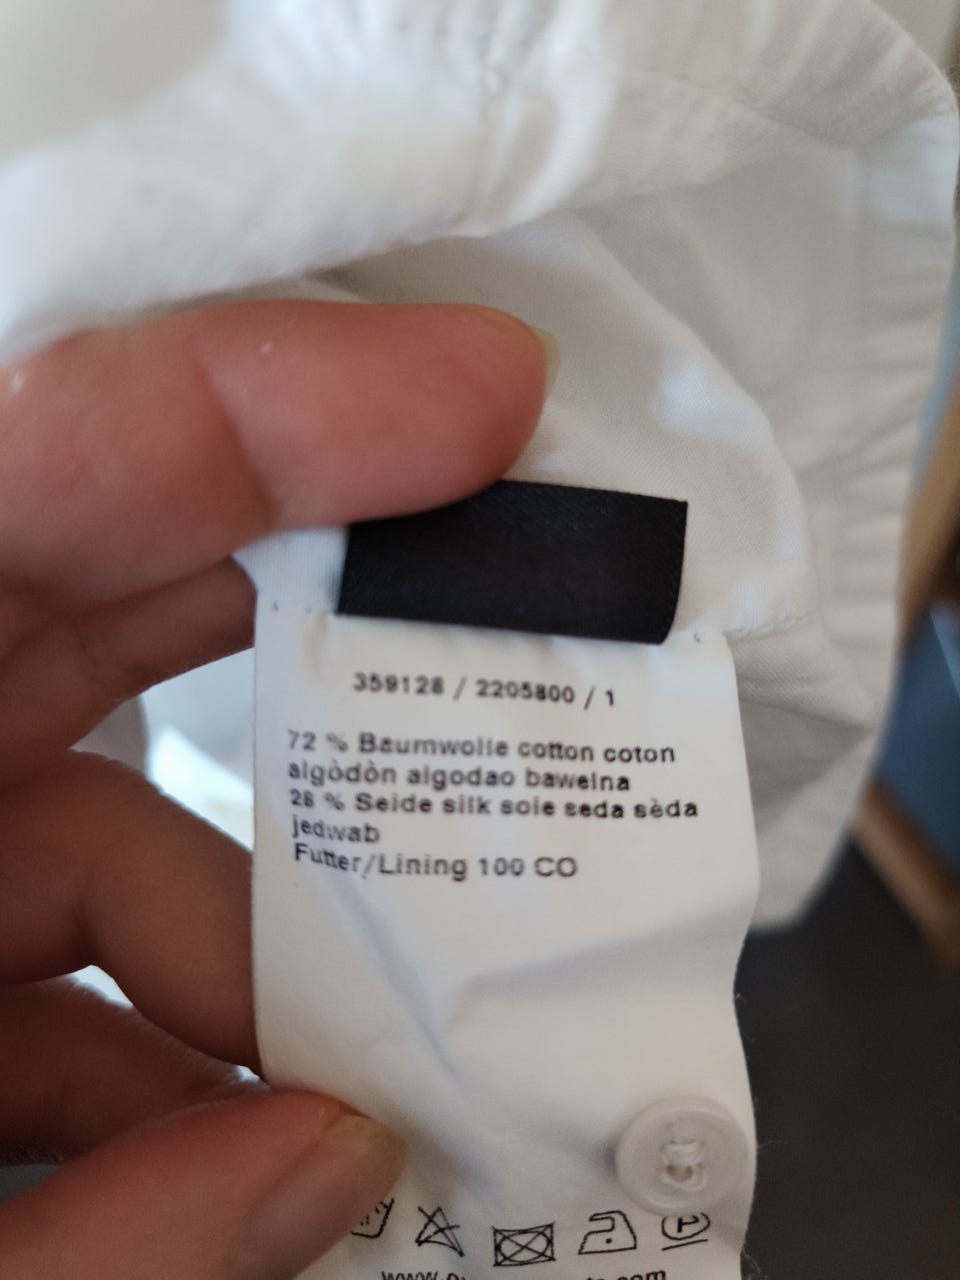 359128 / 2205800 / 1
72 % Baumwolle cotton coton
algòdòn algodao bawelna
28 % Seide silk soie seda sèda
jedwab
Futter/Lining 100 CO
P